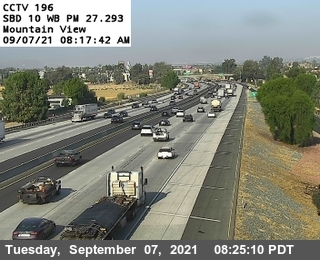 CCTV 196
SBD 10 WB PM 27.293
Mountain View
09/07/21 08:17:42 AM
Tuesday, September 07, 2021 08:25:10 PDT